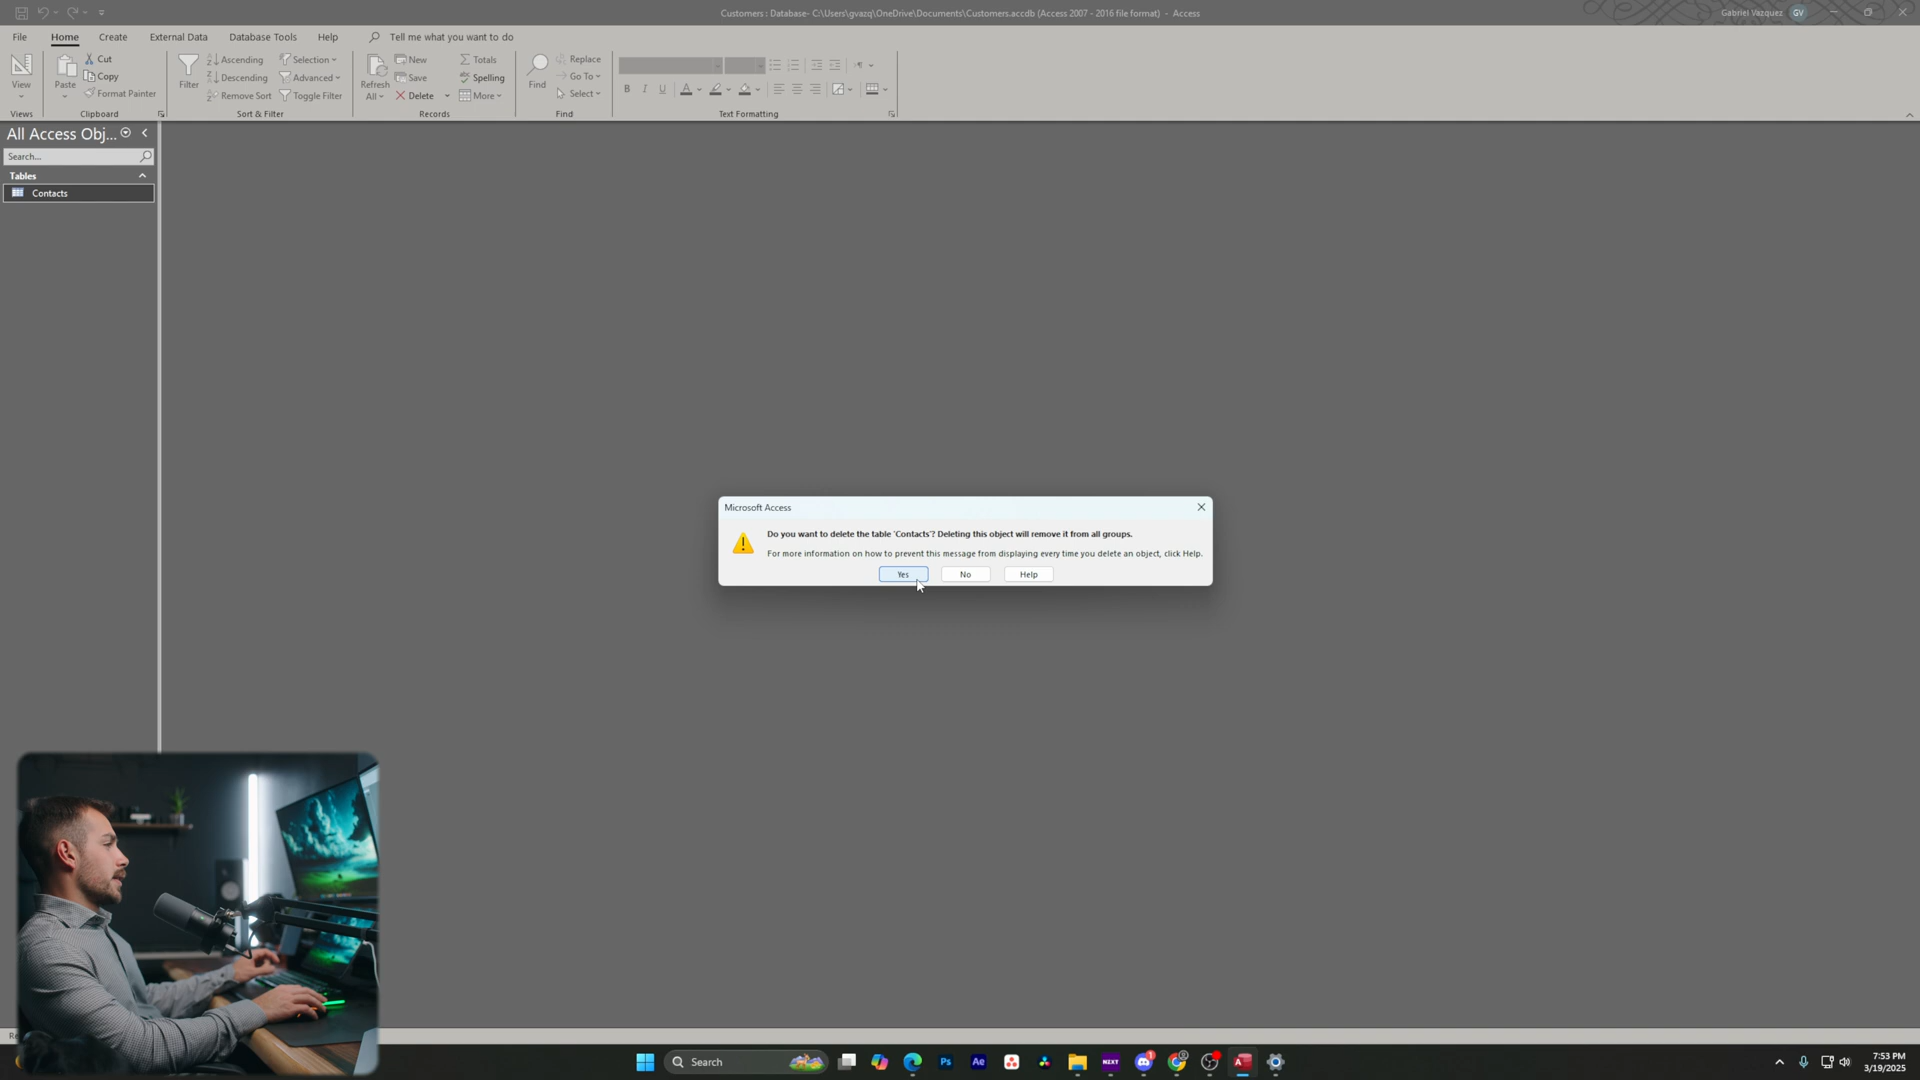 Customers : Database- C:\Users\gvazq\OneDrive\Documents\Customers.accdb (Access 2007 - 2016 file format) - Access
Gabriel Vazquez GV
File Home Create External Data Database Tools Help Tell me what you want to do
View
Views
Paste
Cut
Copy
Format Painter
Clipboard
Filter
Ascending
Descending
Remove Sort
Selection
Advanced
Toggle Filter
Sort & Filter
Refresh
All
New
Save
Delete
Totals
Spelling
More
Records
Find
Replace
Go To
Select
Find
B I U A
Text Formatting
All Access Obj...
Search...
Tables
Contacts
Microsoft Access
Do you want to delete the table 'Contacts'? Deleting this object will remove it from all groups.
For more information on how to prevent this message from displaying every time you delete an object, click Help.
Yes No Help
Search
Ps
Ae
NEXT
1
A
7:53 PM
3/19/2025